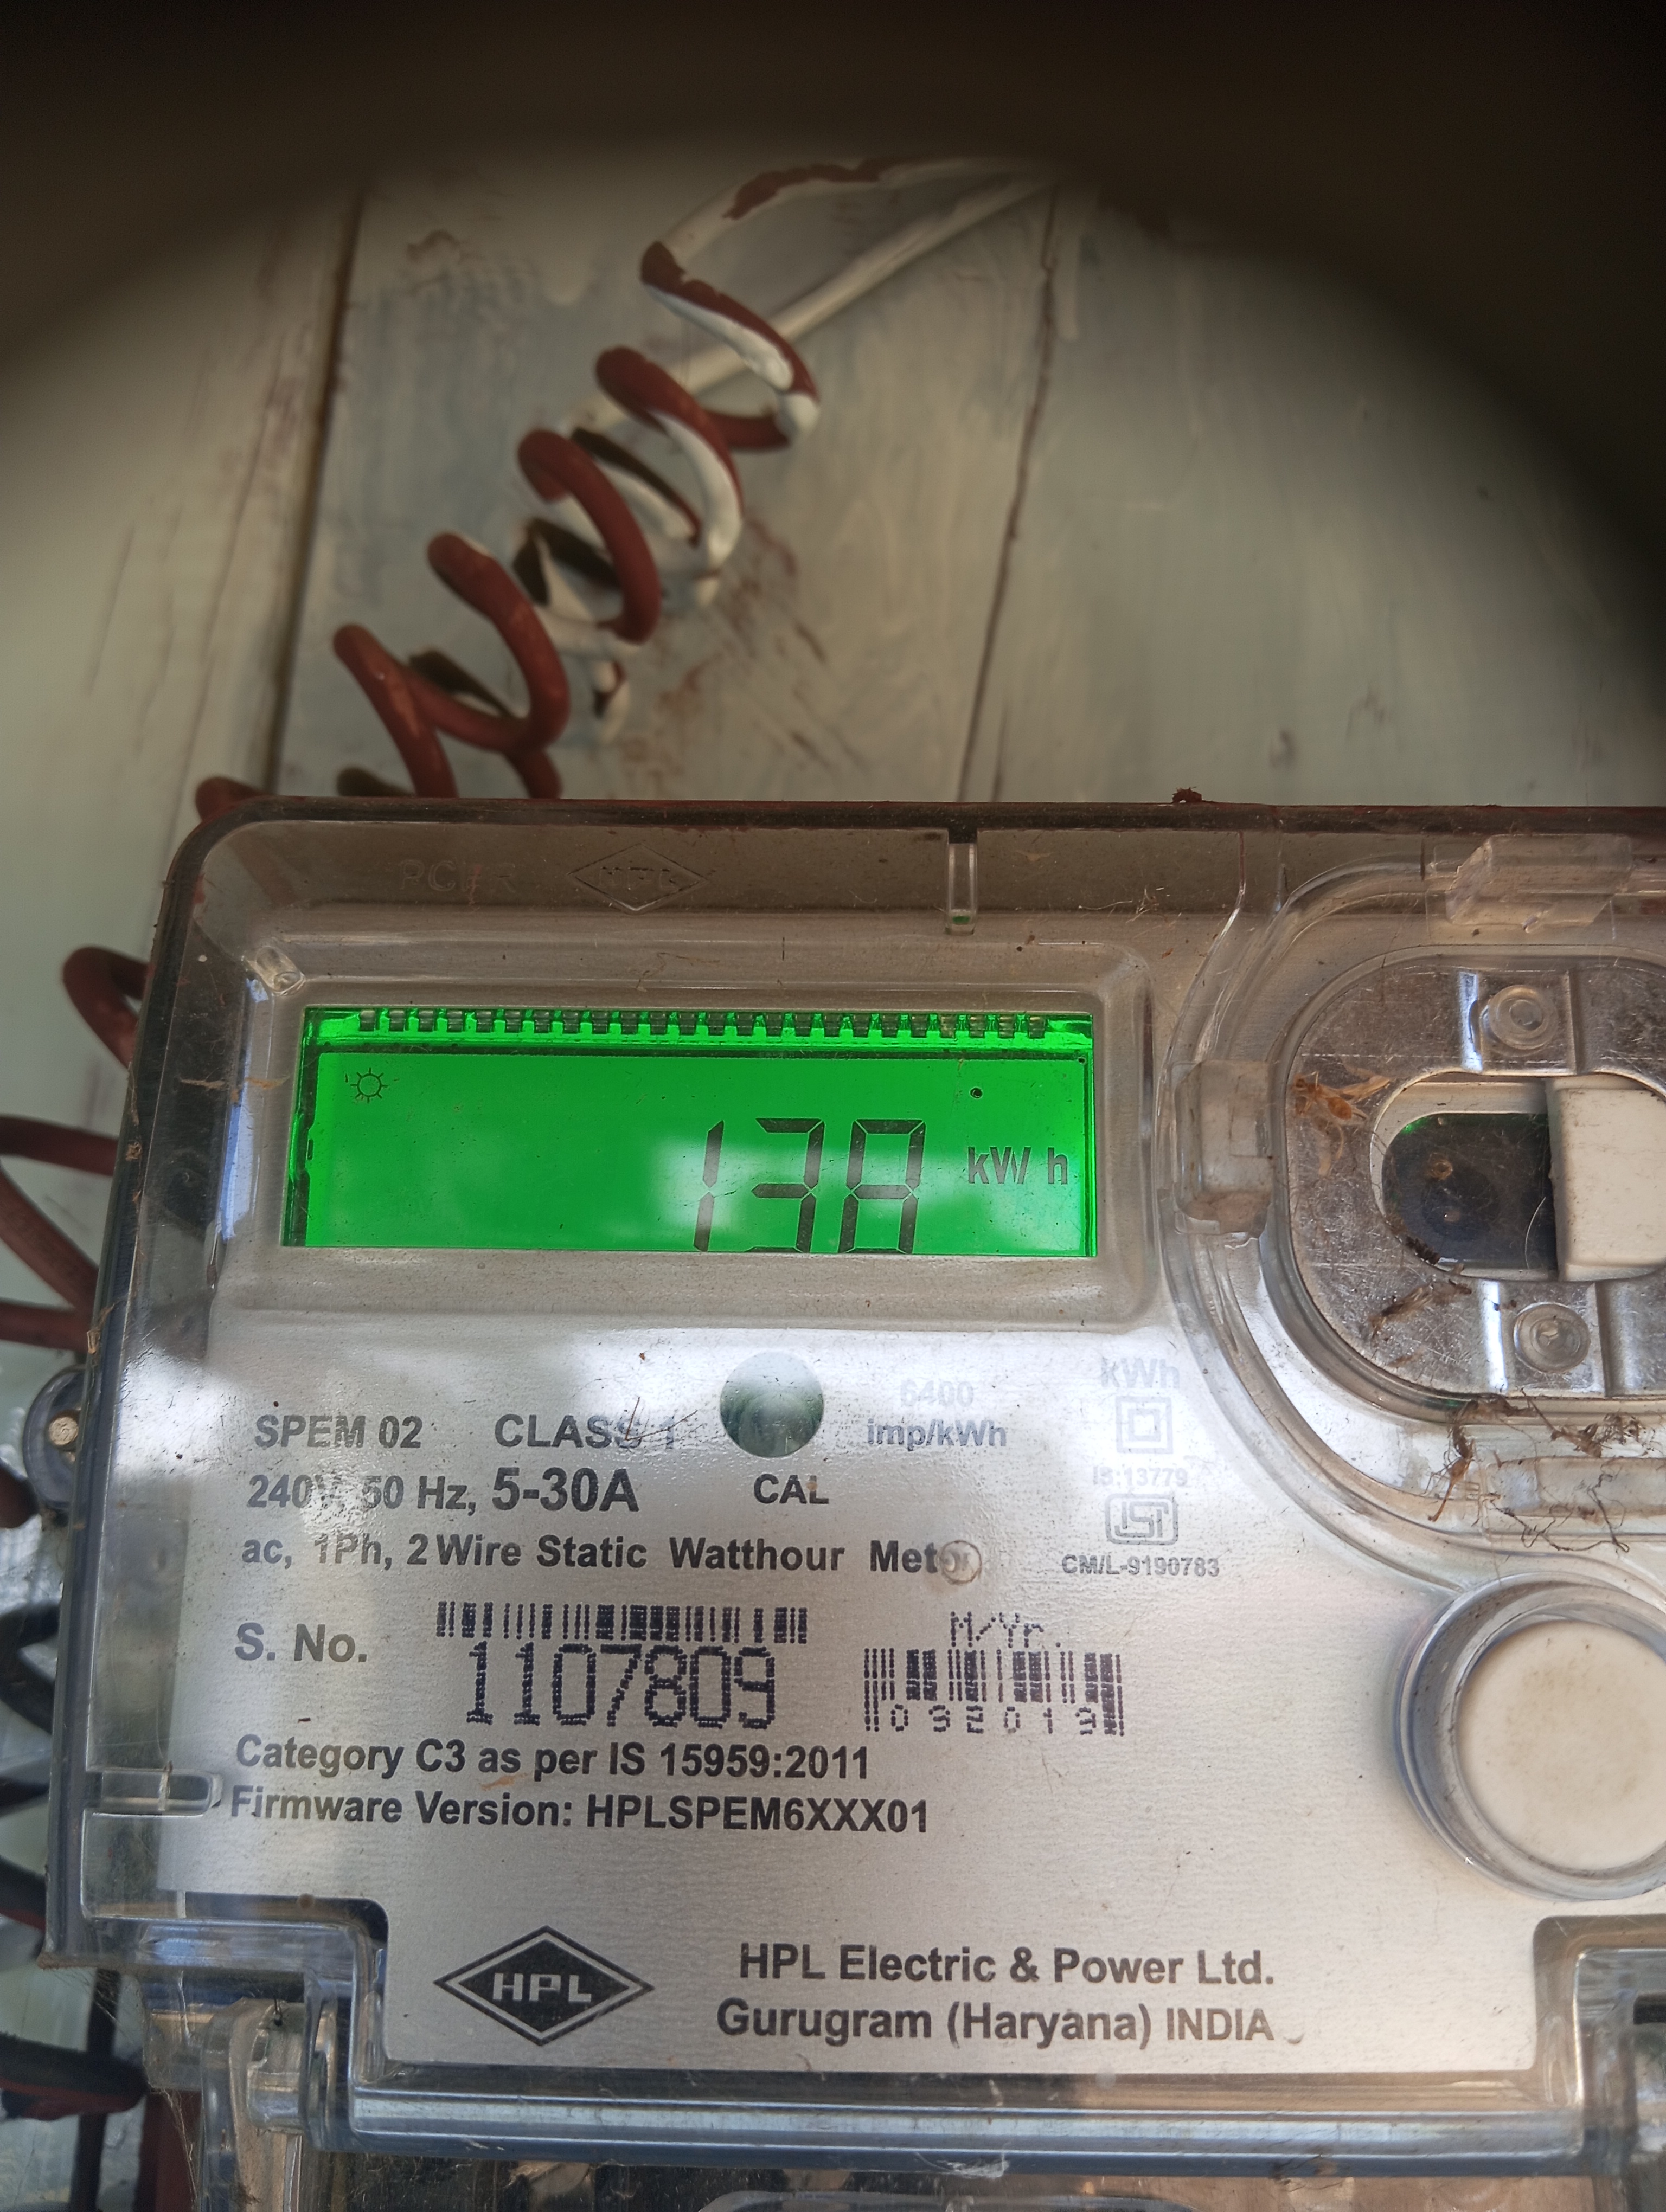 138 kW h
kWh
6400
SPEM 02 CLASS 1 imp/kWh
IS:13779
240V, 50 Hz, 5-30A CAL
ISI
ac, 1Ph, 2 Wire Static Watthour Meter
CM/L-9190783
M/Yr.
S. No. 1107809
032019
Category C3 as per IS 15959:2011
Firmware Version: HPLSPEM6XXX01
HPL
HPL Electric & Power Ltd.
Gurugram (Haryana) INDIA